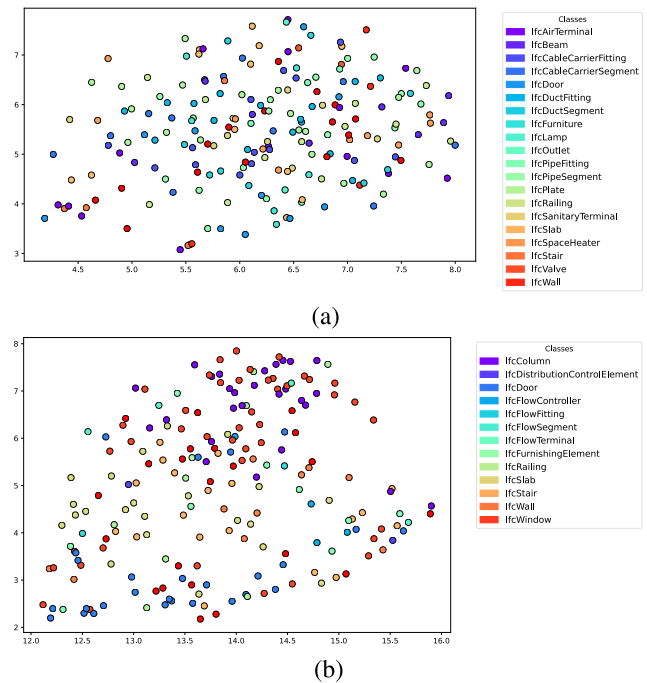 Classes
IfcAirTerminal
IfcBeam
IfcCableCarrierFitting
IfcCableCarrierSegment
IfcDoor
IfcDuctFitting
IfcDuctSegment
IfcFurniture
IfcLamp
IfcOutlet
IfcPipeFitting
IfcPipeSegment
IfcPlate
IfcRailing
IfcSanitaryTerminal
IfcSlab
IfcSpaceHeater
IfcStair
IfcValve
IfcWall
7
6
5
4
3
4.5 5.0 5.5 6.0 6.5 7.0 7.5 8.0
(a)
Classes
IfcColumn
IfcDistributionControlElement
IfcDoor
IfcFlowController
IfcFlowFitting
IfcFlowSegment
IfcFlowTerminal
IfcFurnishingElement
IfcRailing
IfcSlab
IfcStair
IfcWall
IfcWindow
8
7
6
5
4
3
2
12.0 12.5 13.0 13.5 14.0 14.5 15.0 15.5 16.0
(b)